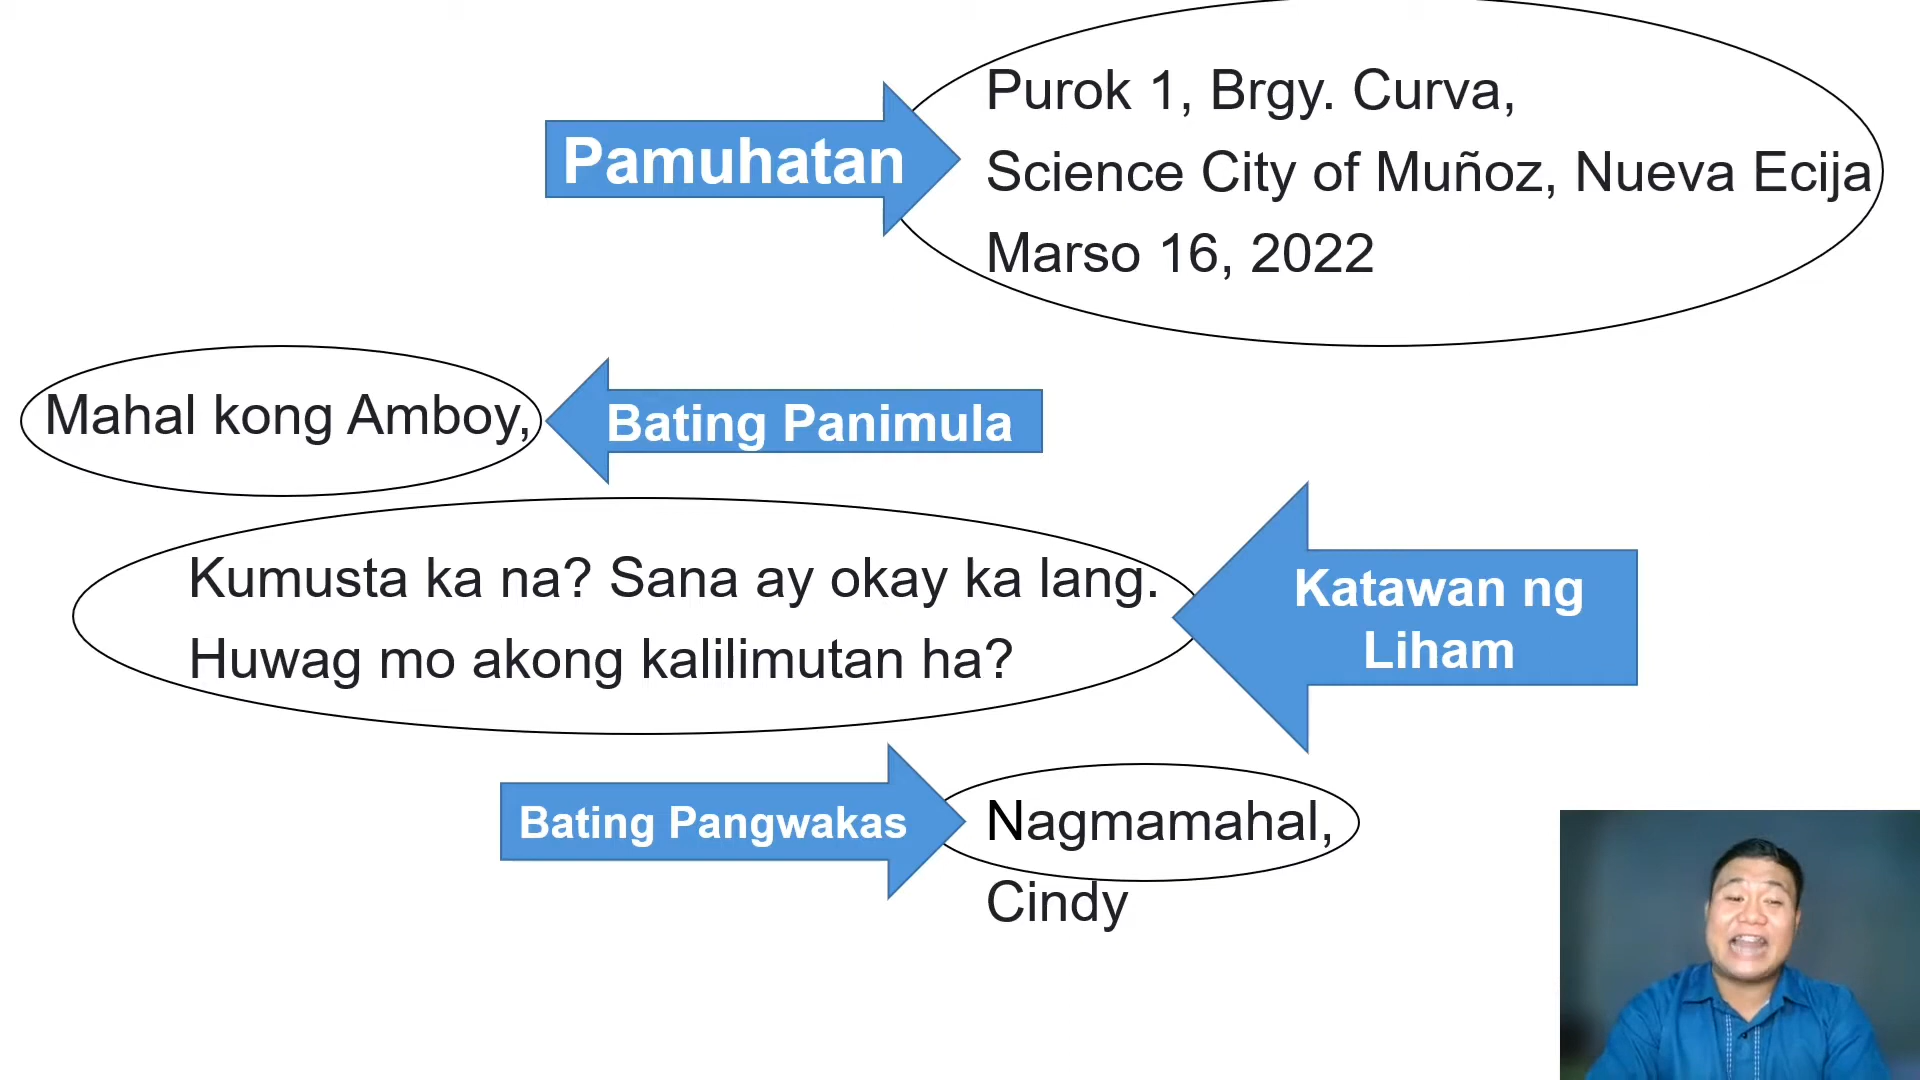 Pamuhatan
Purok 1, Brgy. Curva,
Science City of Muñoz, Nueva Ecija
Marso 16, 2022
Mahal kong Amboy,
Bating Panimula
Kumusta ka na? Sana ay okay ka lang.
Huwag mo akong kalilimutan ha?
Katawan ng
Liham
Bating Pangwakas
Nagmamahal,
Cindy